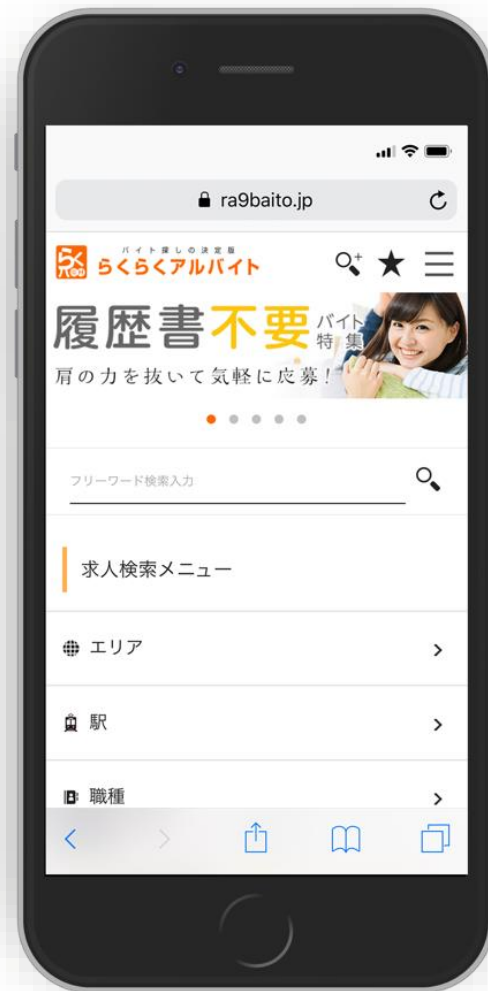 ra9baito.jp
バイト探しの決定版
らくらくアルバイト
履歴書不要バイト特集
肩の力を抜いて気軽に応募!
フリーワード検索入力
求人検索メニュー
エリア
駅
職種